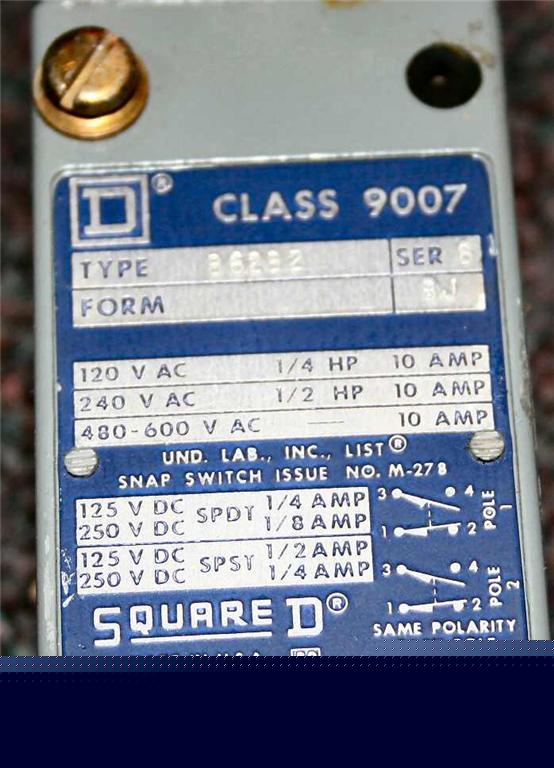 D® CLASS 9007
TYPE B62B2 SER
FORM
120 V AC 1/4 HP 10 AMP
240 V AC 1/2 HP 10 AMP
480-600 V AC — 10 AMP
UND. LAB., INC., LIST®
SNAP SWITCH ISSUE NO. M-278
125 V DC SPDT 1/4 AMP
250 V DC 1/8 AMP
125 V DC SPST 1/2 AMP
250 V DC 1/4 AMP
3 4
1 2
POLE 1
3 4
1 2
POLE 2
SQUARE D®
SAME POLARITY